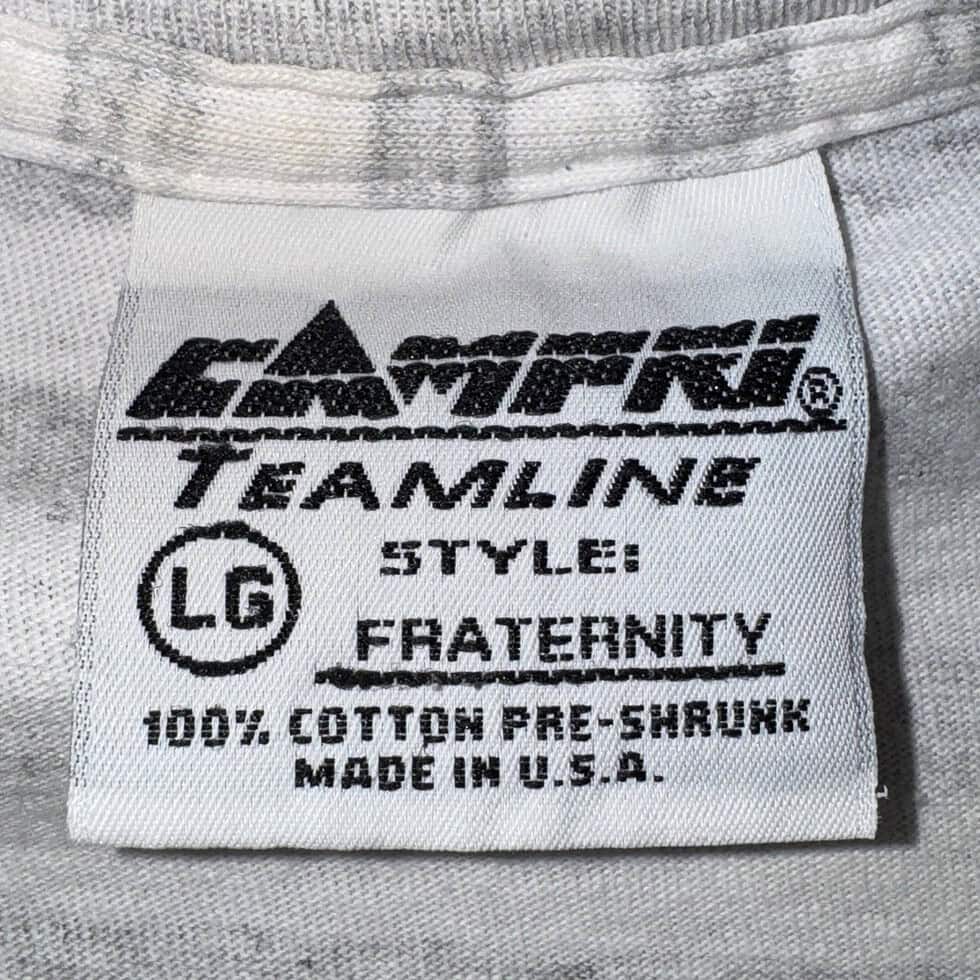 CAMPRI®
TEAMLINE
STYLE:
LG
FRATERNITY
100% COTTON PRE-SHRUNK
MADE IN U.S.A.